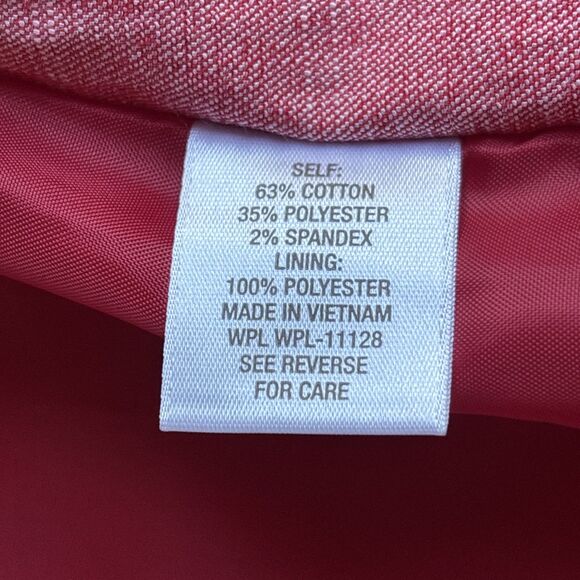 SELF:
63% COTTON
35% POLYESTER
2% SPANDEX
LINING:
100% POLYESTER
MADE IN VIETNAM
WPL WPL-11128
SEE REVERSE
FOR CARE